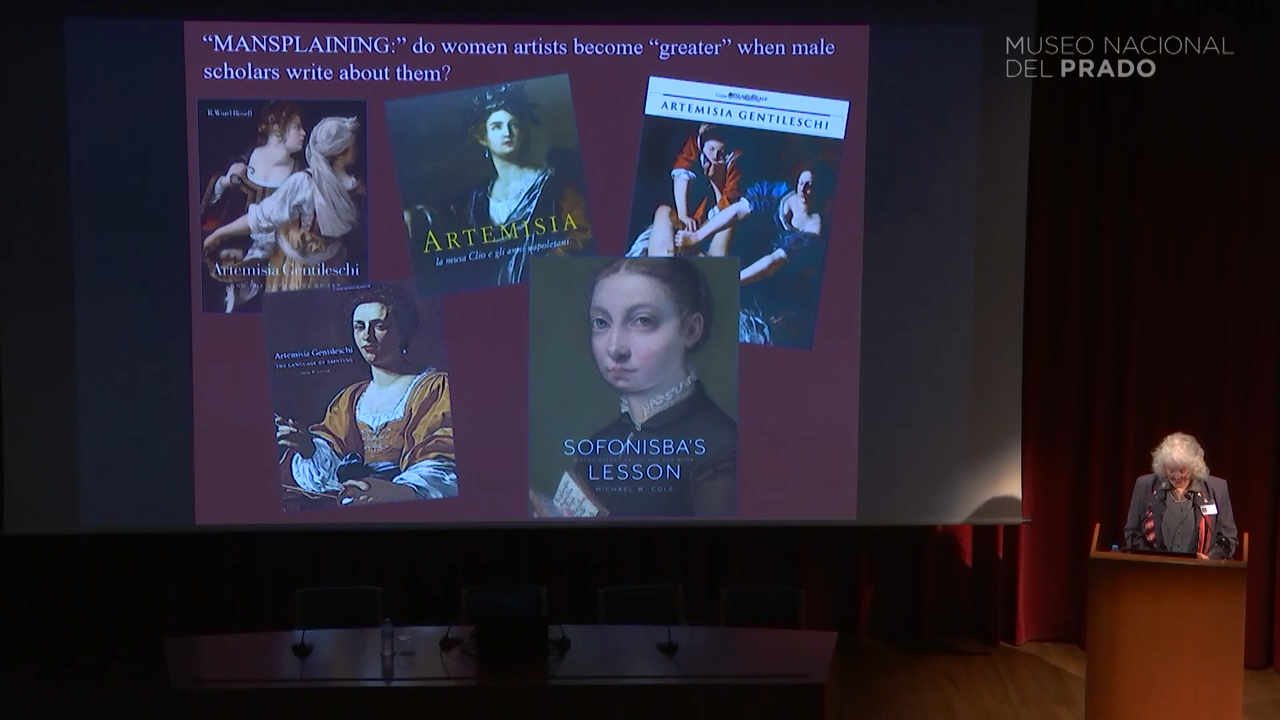 “MANSPLAINING:” do women artists become “greater” when male
scholars write about them?
MUSEO NACIONAL
DEL PRADO
R. Ward Bissell
Artemisia Gentileschi
ARTEMISIA
la musa Clio e gli anni napoletani
ARTEMISIA GENTILESCHI
Artemisia Gentileschi
THE LANGUAGE OF PAINTING
SOFONISBA'S
LESSON
MICHAEL W. COLE